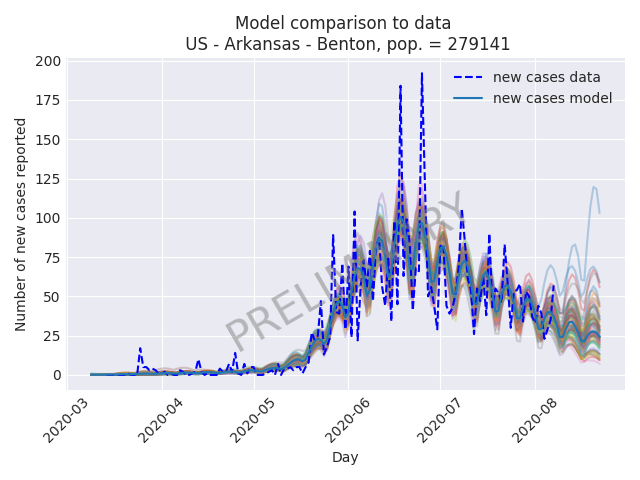 Model comparison to data
US - Arkansas - Benton, pop. = 279141
200
175
150
125
100
75
50
25
0
Number of new cases reported
new cases data
new cases model
PRELIMINARY
2020-03
2020-04
2020-05
2020-06
2020-07
2020-08
Day